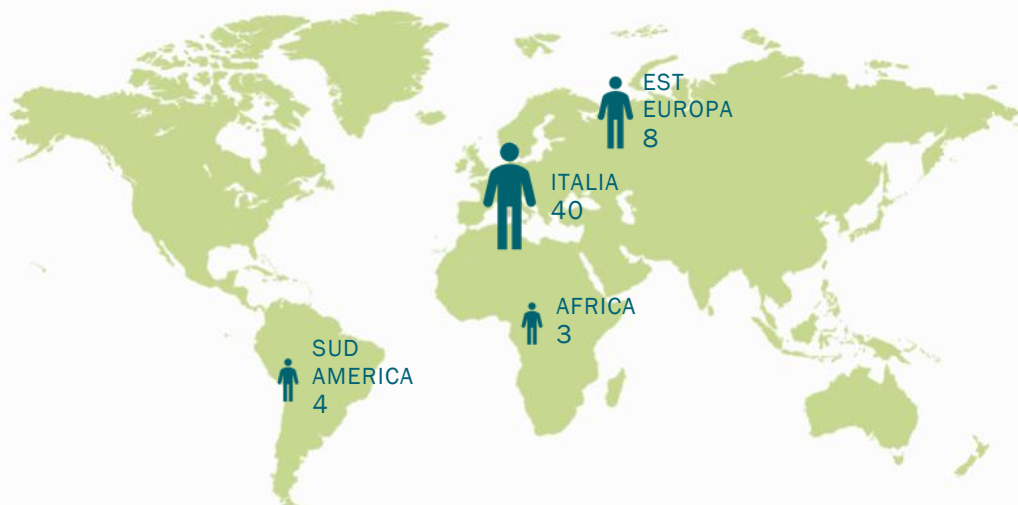 EST
EUROPA
8
ITALIA
40
AFRICA
3
SUD
AMERICA
4